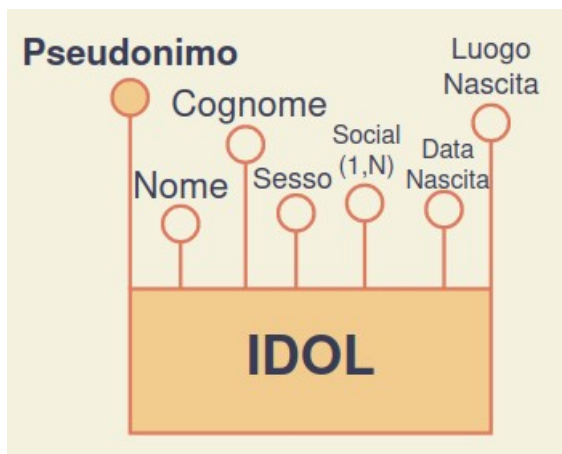 Pseudonimo
Nome
Cognome
Sesso
Social
(1,N)
Data
Nascita
Luogo
Nascita
IDOL